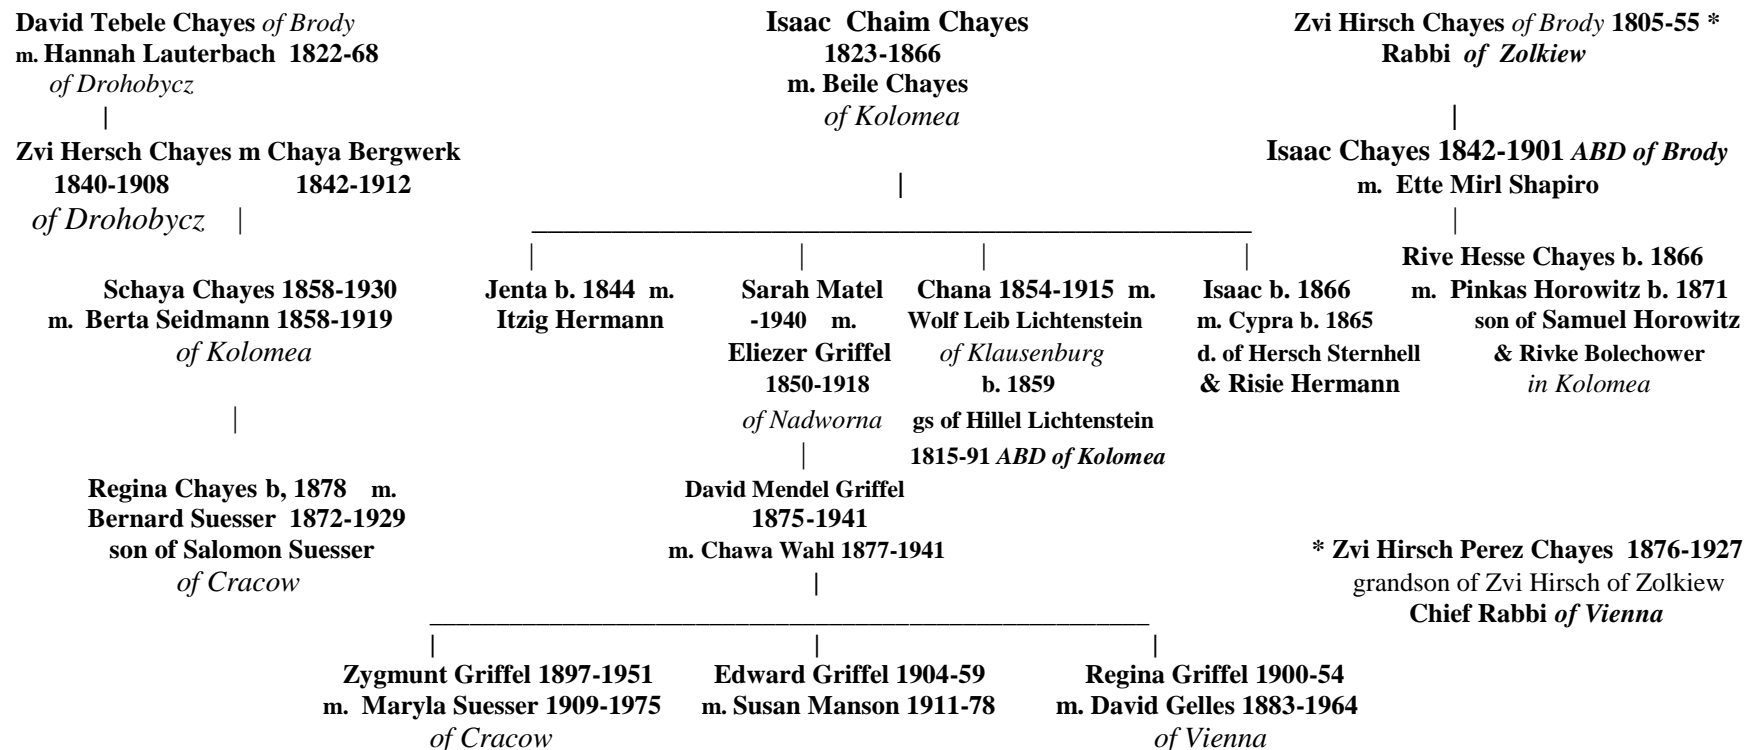 David Tebele Chayes of Brody
m. Hannah Lauterbach 1822-68
of Drohobycz
Zvi Hersch Chayes m Chaya Bergwerk
1840-1908 1842-1912
of Drohobycz
Schaya Chayes 1858-1930
m. Berta Seidmann 1858-1919
of Kolomea
Regina Chayes b, 1878 m.
Bernard Suesser 1872-1929
son of Salomon Suesser
of Cracow
Isaac Chaim Chayes
1823-1866
m. Beile Chayes
of Kolomea
Jenta b. 1844 m.
Itzig Hermann
Sarah Matel
-1940 m.
Eliezer Griffel
1850-1918
of Nadworna
Chana 1854-1915 m.
Wolf Leib Lichtenstein
of Klausenburg
b. 1859
gs of Hillel Lichtenstein
1815-91 ABD of Kolomea
Isaac b. 1866
m. Cypra b. 1865
d. of Hersch Sternhell
& Risie Hermann
David Mendel Griffel
1875-1941
m. Chawa Wahl 1877-1941
Zygmunt Griffel 1897-1951
m. Maryla Suesser 1909-1975
of Cracow
Edward Griffel 1904-59
m. Susan Manson 1911-78
Regina Griffel 1900-54
m. David Gelles 1883-1964
of Vienna
Zvi Hirsch Chayes of Brody 1805-55 *
Rabbi of Zolkiew
Isaac Chayes 1842-1901 ABD of Brody
m. Ette Mirl Shapiro
Rive Hesse Chayes b. 1866
m. Pinkas Horowitz b. 1871
son of Samuel Horowitz
& Rivke Bolechower
in Kolomea
* Zvi Hirsch Perez Chayes 1876-1927
grandson of Zvi Hirsch of Zolkiew
Chief Rabbi of Vienna